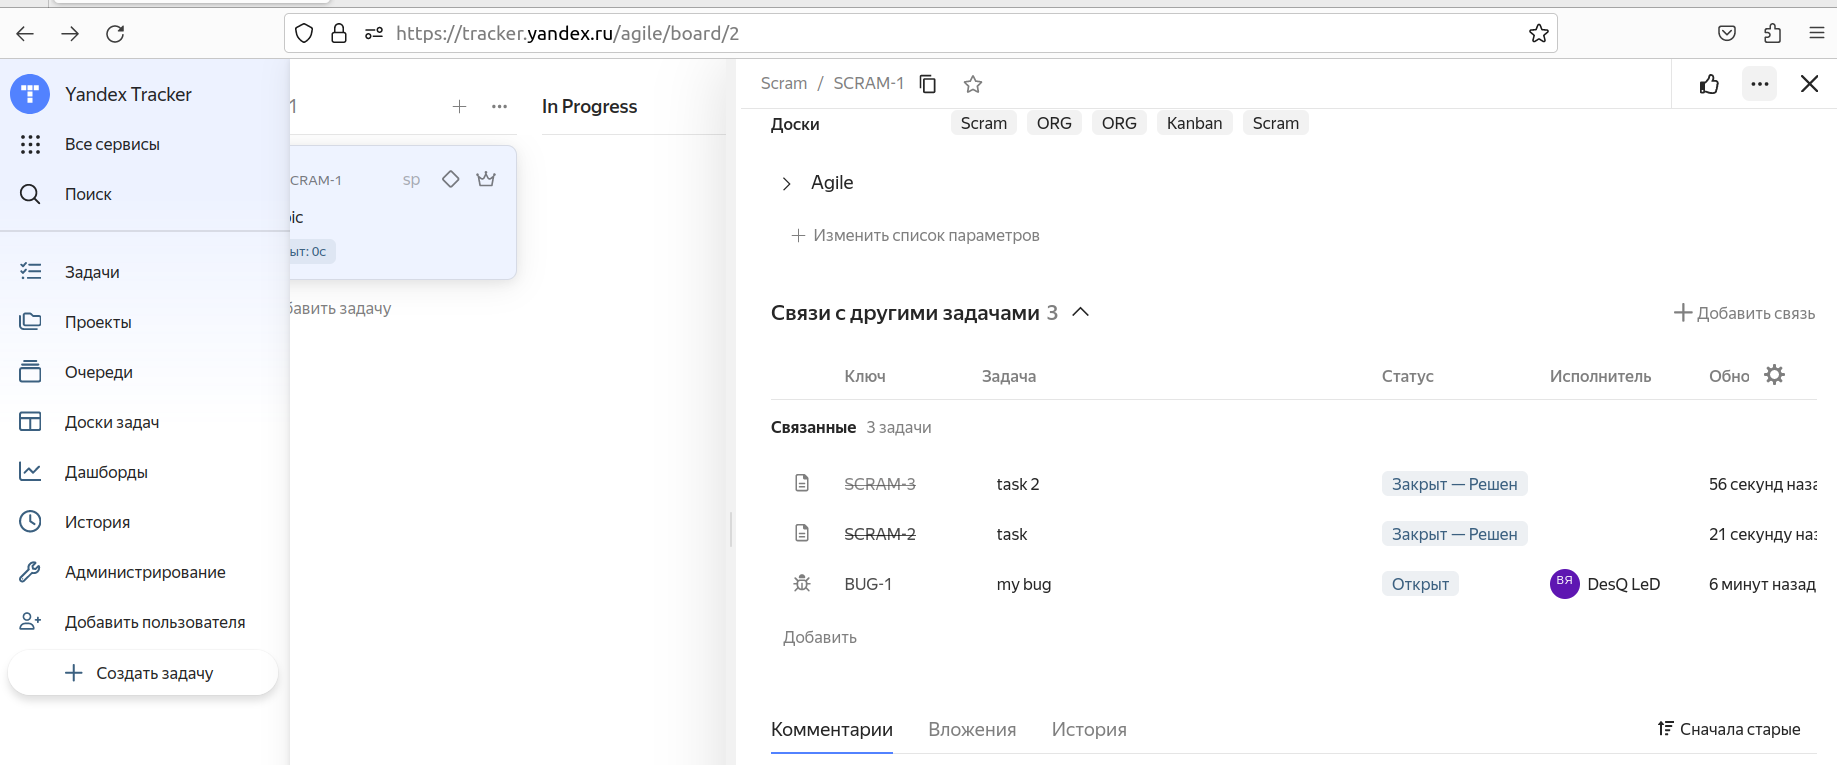 https://tracker.yandex.ru/agile/board/2
Yandex Tracker
Все сервисы
Поиск
Задачи
Проекты
Очереди
Доски задач
Дашборды
История
Администрирование
Добавить пользователя
Создать задачу
1
In Progress
CRAM-1 sp
ріс
ыт: 0с
бавить задачу
Scram / SCRAM-1
Доски Scram ORG ORG Kanban Scram
Agile
Изменить список параметров
Связи с другими задачами 3
Добавить связь
Ключ Задача Статус Исполнитель Обно
Связанные 3 задачи
SCRAM-3 task 2 Закрыт — Решен 56 секунд наза
SCRAM-2 task Закрыт — Решен 21 секунду наз
BUG-1 my bug Открыт ВЯ DesQ LeD 6 минут назад
Добавить
Комментарии Вложения История
Сначала старые